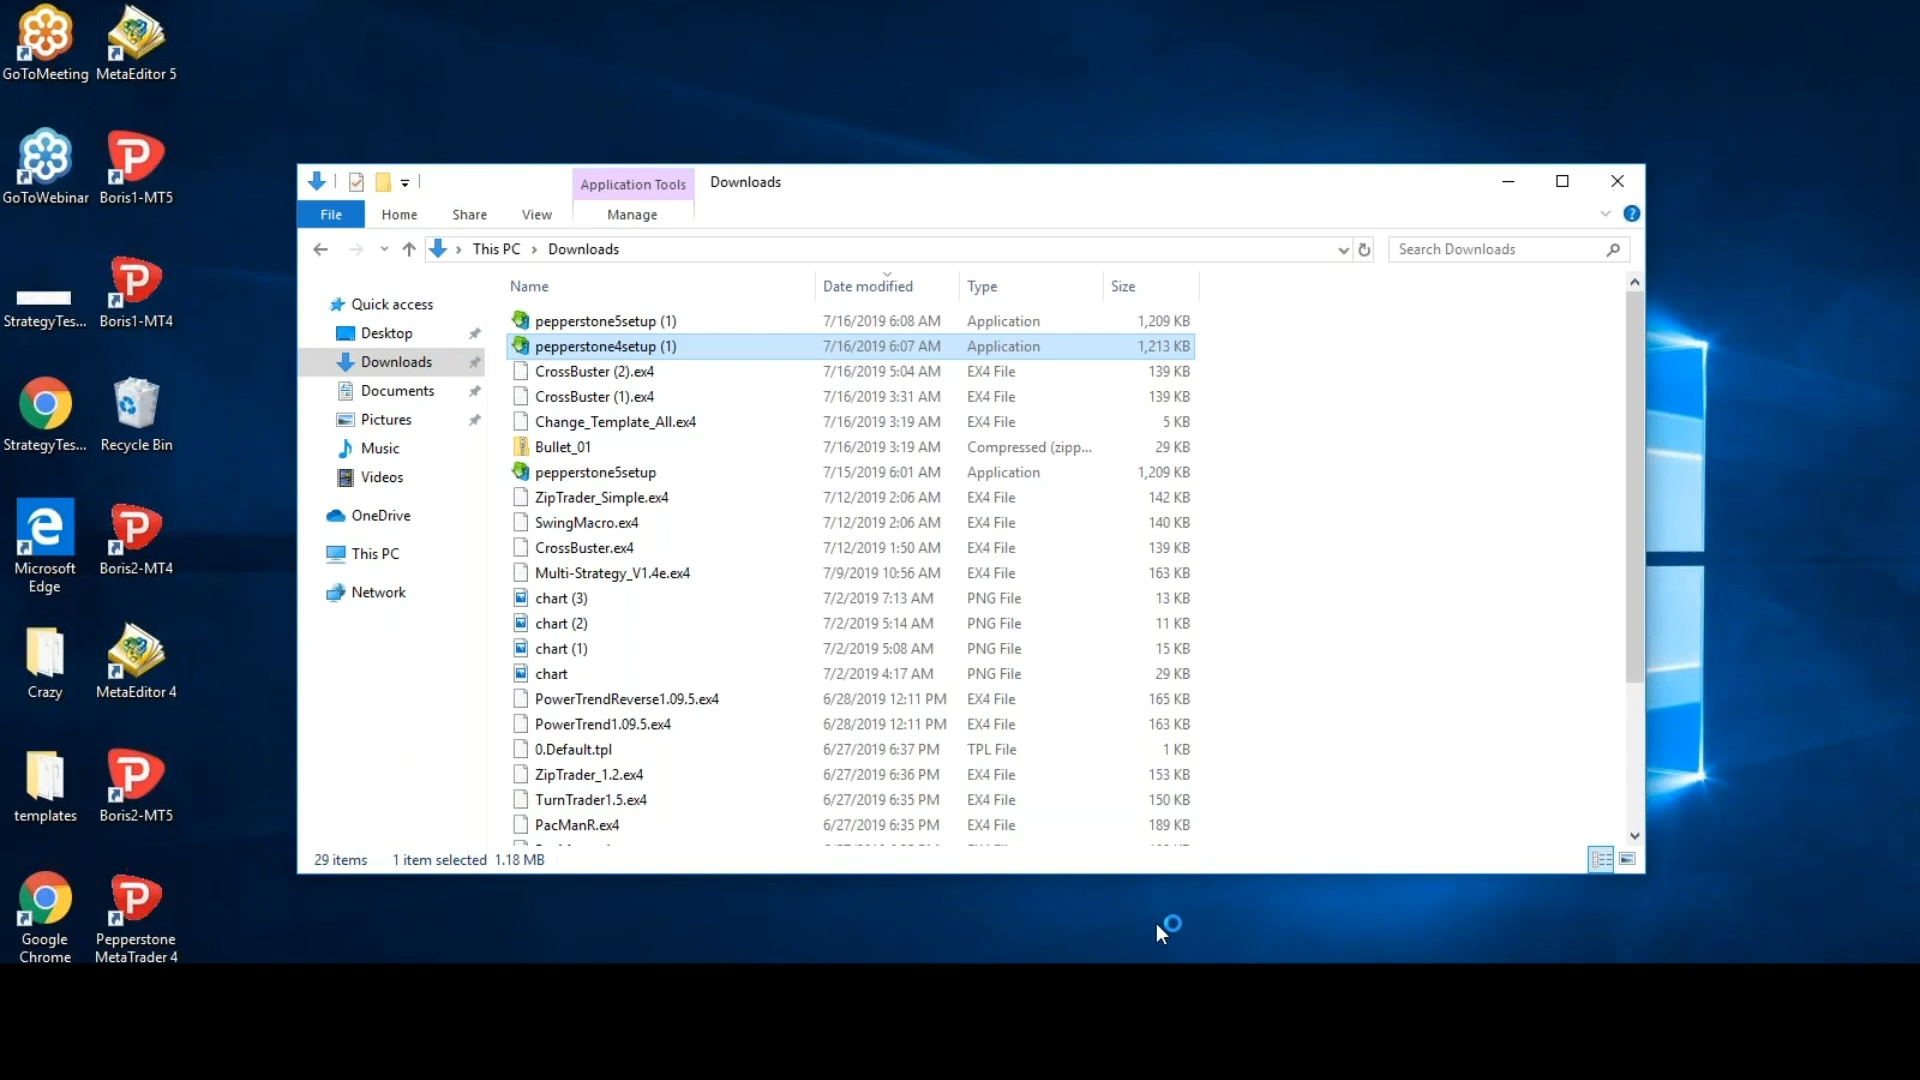 GoToMeeting
MetaEditor 5
GoToWebinar
Boris1-MT5
StrategyTes...
Boris1-MT4
StrategyTes...
Recycle Bin
Microsoft
Edge
Boris2-MT4
Crazy
MetaEditor 4
templates
Boris2-MT5
Google
Chrome
Pepperstone
MetaTrader 4
Application Tools
Downloads
File
Home
Share
View
Manage
This PC
Downloads
Search Downloads
Quick access
Desktop
Downloads
Documents
Pictures
Music
Videos
OneDrive
This PC
Network
Name Date modified Type Size
pepperstone5setup (1) 7/16/2019 6:08 AM Application 1,209 KB
pepperstone4setup (1) 7/16/2019 6:07 AM Application 1,213 KB
CrossBuster (2).ex4 7/16/2019 5:04 AM EX4 File 139 KB
CrossBuster (1).ex4 7/16/2019 3:31 AM EX4 File 139 KB
Change_Template_All.ex4 7/16/2019 3:19 AM EX4 File 5 KB
Bullet_01 7/16/2019 3:19 AM Compressed (zipp... 29 KB
pepperstone5setup 7/15/2019 6:01 AM Application 1,209 KB
ZipTrader_Simple.ex4 7/12/2019 2:06 AM EX4 File 142 KB
SwingMacro.ex4 7/12/2019 2:06 AM EX4 File 140 KB
CrossBuster.ex4 7/12/2019 1:50 AM EX4 File 139 KB
Multi-Strategy_V1.4e.ex4 7/9/2019 10:56 AM EX4 File 163 KB
chart (3) 7/2/2019 7:13 AM PNG File 13 KB
chart (2) 7/2/2019 5:14 AM PNG File 11 KB
chart (1) 7/2/2019 5:08 AM PNG File 15 KB
chart 7/2/2019 4:17 AM PNG File 29 KB
PowerTrendReverse1.09.5.ex4 6/28/2019 12:11 PM EX4 File 165 KB
PowerTrend1.09.5.ex4 6/28/2019 12:11 PM EX4 File 163 KB
0.Default.tpl 6/27/2019 6:37 PM TPL File 1 KB
ZipTrader_1.2.ex4 6/27/2019 6:36 PM EX4 File 153 KB
TurnTrader1.5.ex4 6/27/2019 6:35 PM EX4 File 150 KB
PacManR.ex4 6/27/2019 6:35 PM EX4 File 189 KB
29 items 1 item selected 1.18 MB